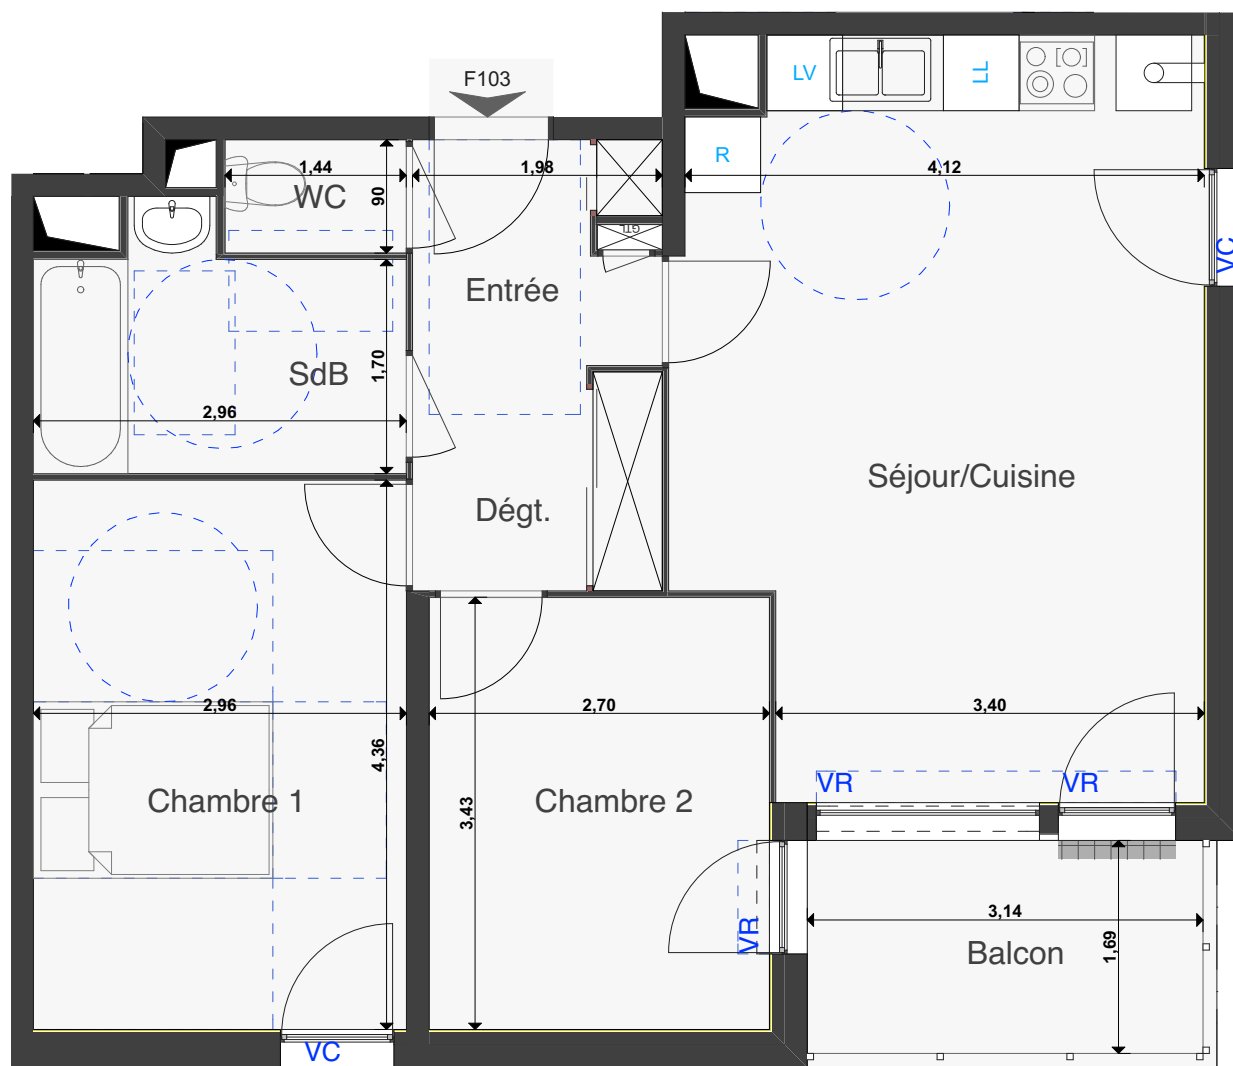 F103
LV
LL
R
1,44
WC
90
1,98
4,12
GTL
VC
Entrée
SdB
1,70
2,96
Séjour/Cuisine
Dégt.
2,96
2,70
3,40
4,36
VR
VR
Chambre 1
Chambre 2
3,43
3,14
VR
Balcon
1,69
VC